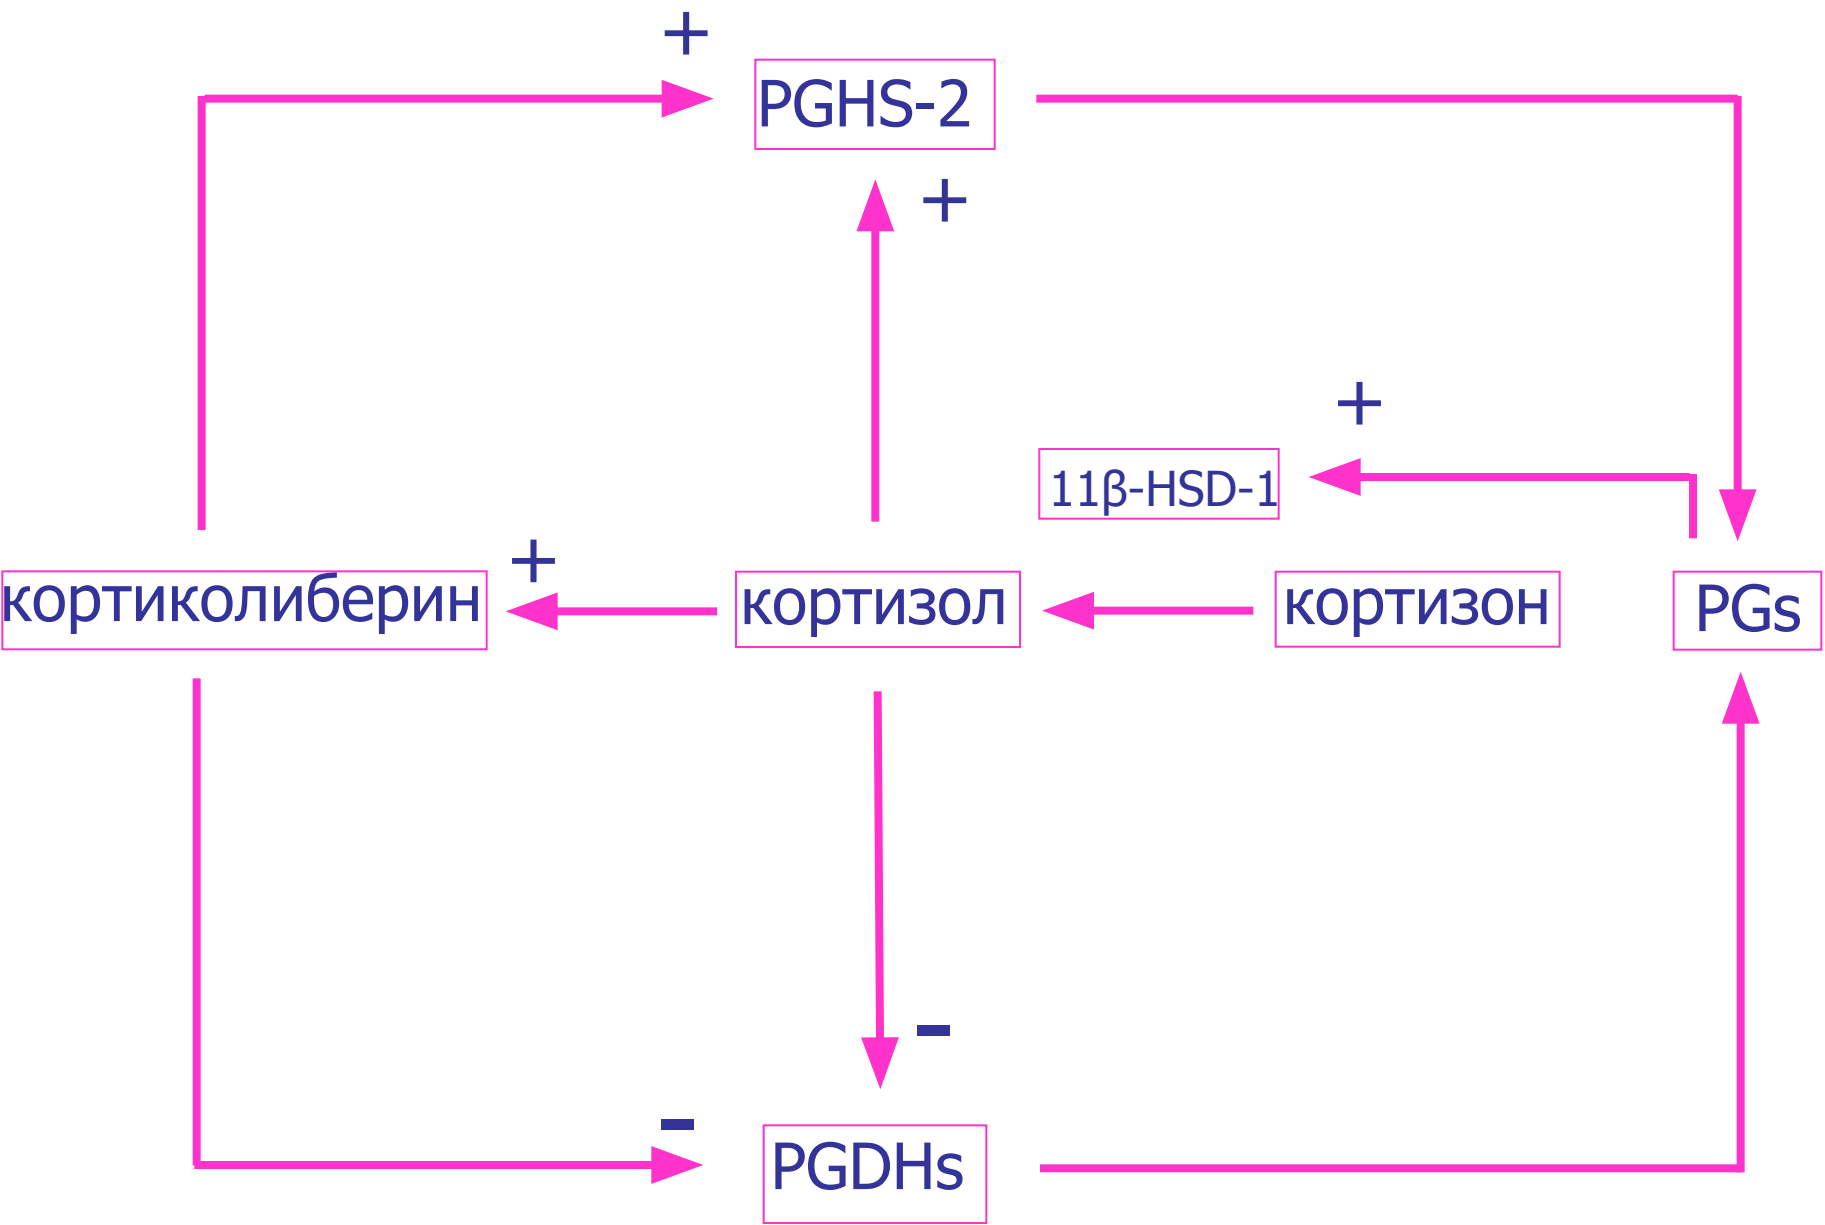 +
PGHS-2
+
+
11β-HSD-1
+
кортиколиберин
кортизол
кортизон
PGs
-
-
PGDHs